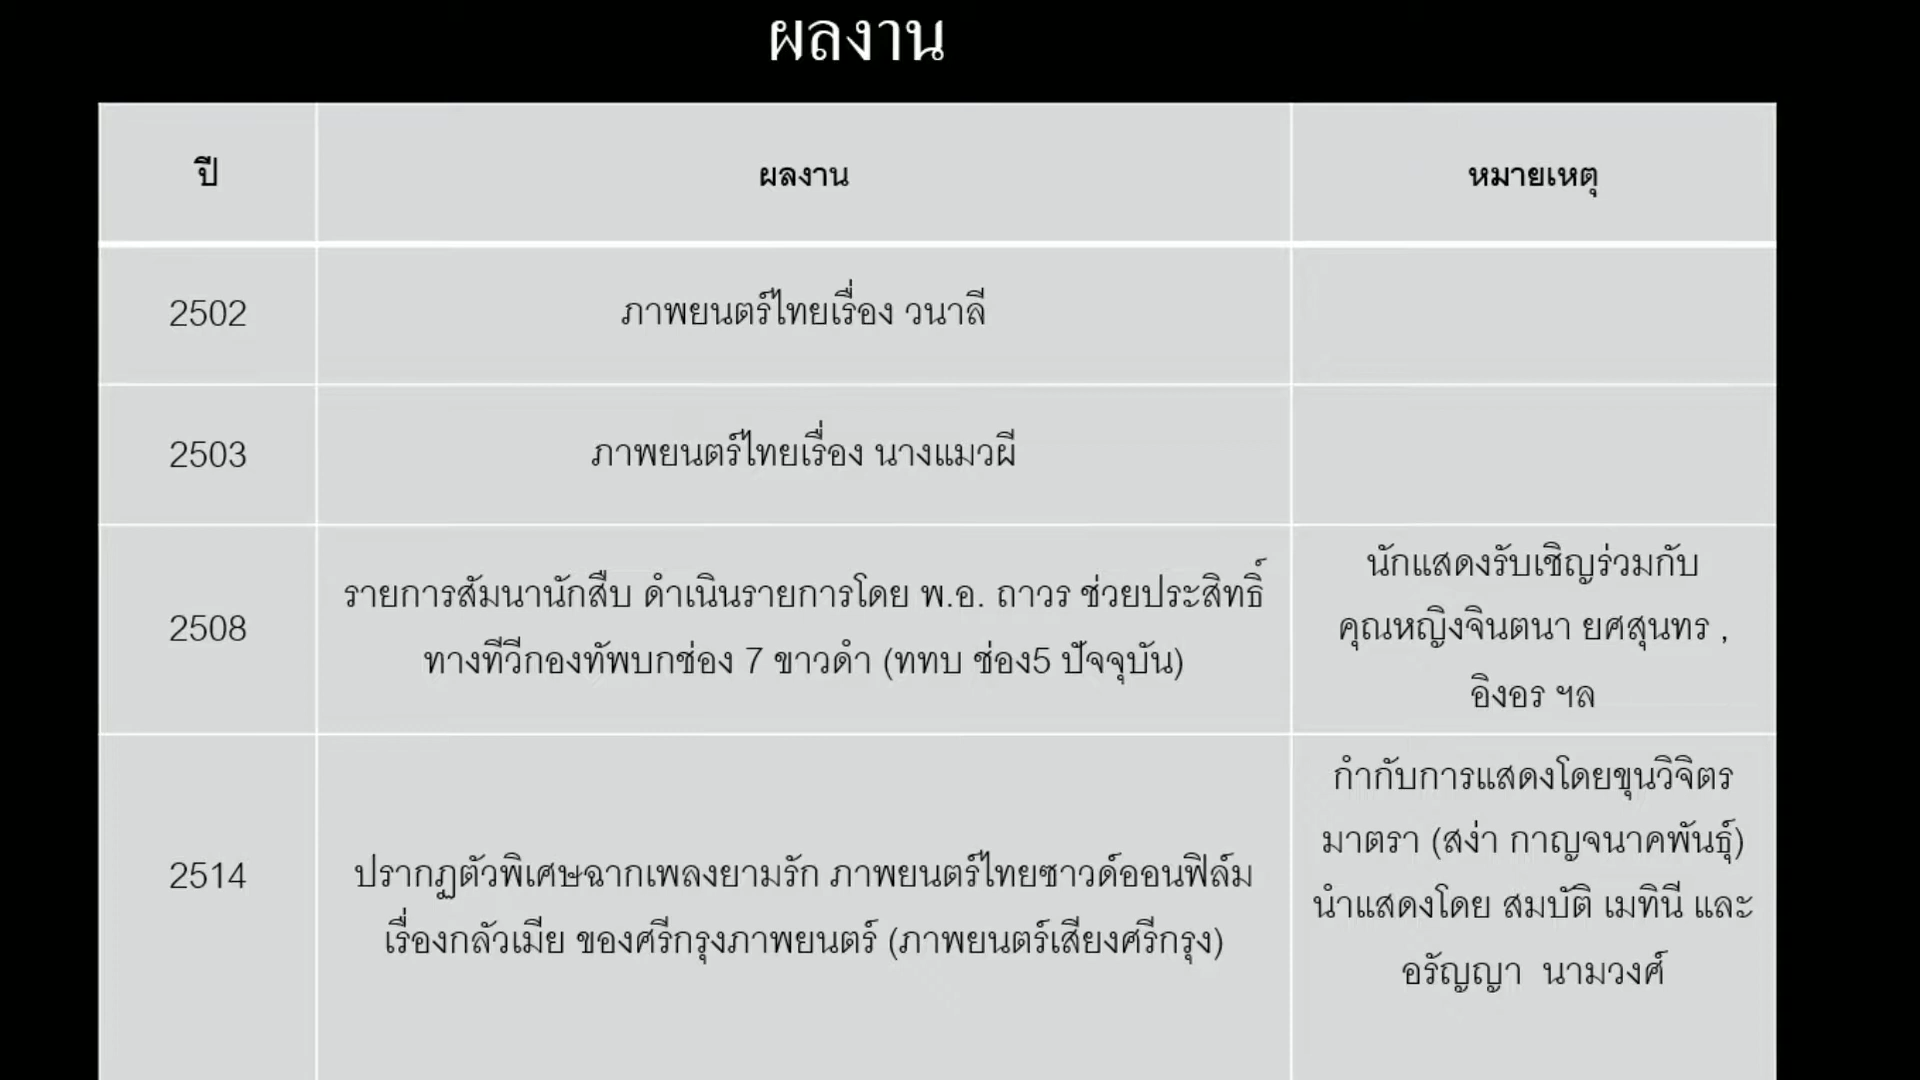 ผลงาน
ปี ผลงาน หมายเหตุ
2502 ภาพยนตร์ไทยเรื่อง วนาลี
2503 ภาพยนตร์ไทยเรื่อง นางแมวผี
2508
รายการสัมนานักสืบ ดำเนินรายการโดย พ.อ. ถาวร ช่วยประสิทธิ์
ทางทีวีกองทัพบกช่อง 7 ขาวดำ (ททบ ช่อง5 ปัจจุบัน)
นักแสดงรับเชิญร่วมกับ
คุณหญิงจินตนา ยศสุนทร ,
อิงอร ฯล
2514
ปรากฏตัวพิเศษฉากเพลงยามรัก ภาพยนตร์ไทยซาวด์ออนฟิล์ม
เรื่องกลัวเมีย ของศรีกรุงภาพยนตร์ (ภาพยนตร์เสียงศรีกรุง)
กำกับการแสดงโดยขุนวิจิตร
มาตรา (สง่า กาญจนาคพันธุ์)
นำแสดงโดย สมบัติ เมทินี และ
อรัญญา นามวงศ์